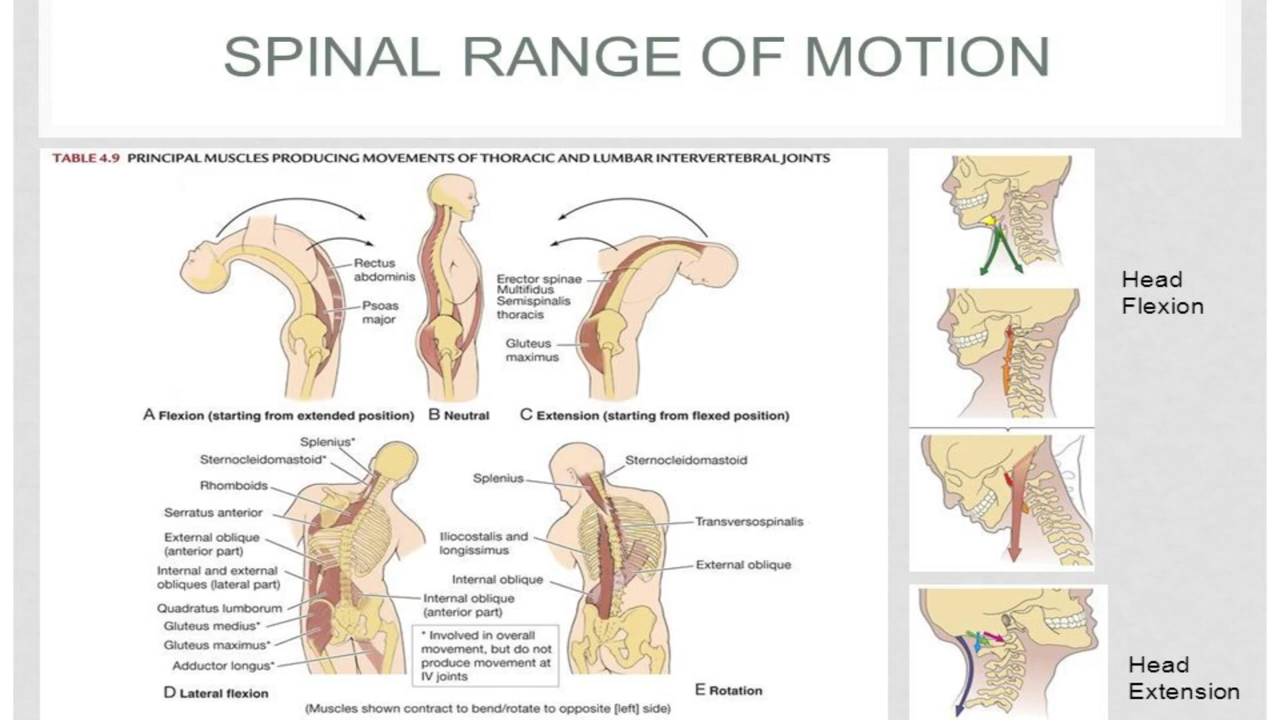 SPINAL RANGE OF MOTION
TABLE 4.9 PRINCIPAL MUSCLES PRODUCING MOVEMENTS OF THORACIC AND LUMBAR INTERVERTEBRAL JOINTS
Rectus
abdominis
Psoas
major
Erector spinae
Multifidus
Semispinalis
thoracis
Gluteus
maximus
A Flexion (starting from extended position)
B Neutral
C Extension (starting from flexed position)
Splenius*
Sternocleidomastoid*
Rhomboids
Serratus anterior
External oblique
(anterior part)
Internal and external
obliques (lateral part)
Quadratus lumborum
Gluteus medius*
Gluteus maximus*
Adductor longus*
Internal oblique
(anterior part)
D Lateral flexion
* Involved in overall
movement, but do not
produce movement at
IV joints
Splenius
Sternocleidomastoid
Iliocostalis and
longissimus
Transversospinalis
Internal oblique
External oblique
E Rotation
(Muscles shown contract to bend/rotate to opposite [left] side)
Head
Flexion
Head
Extension